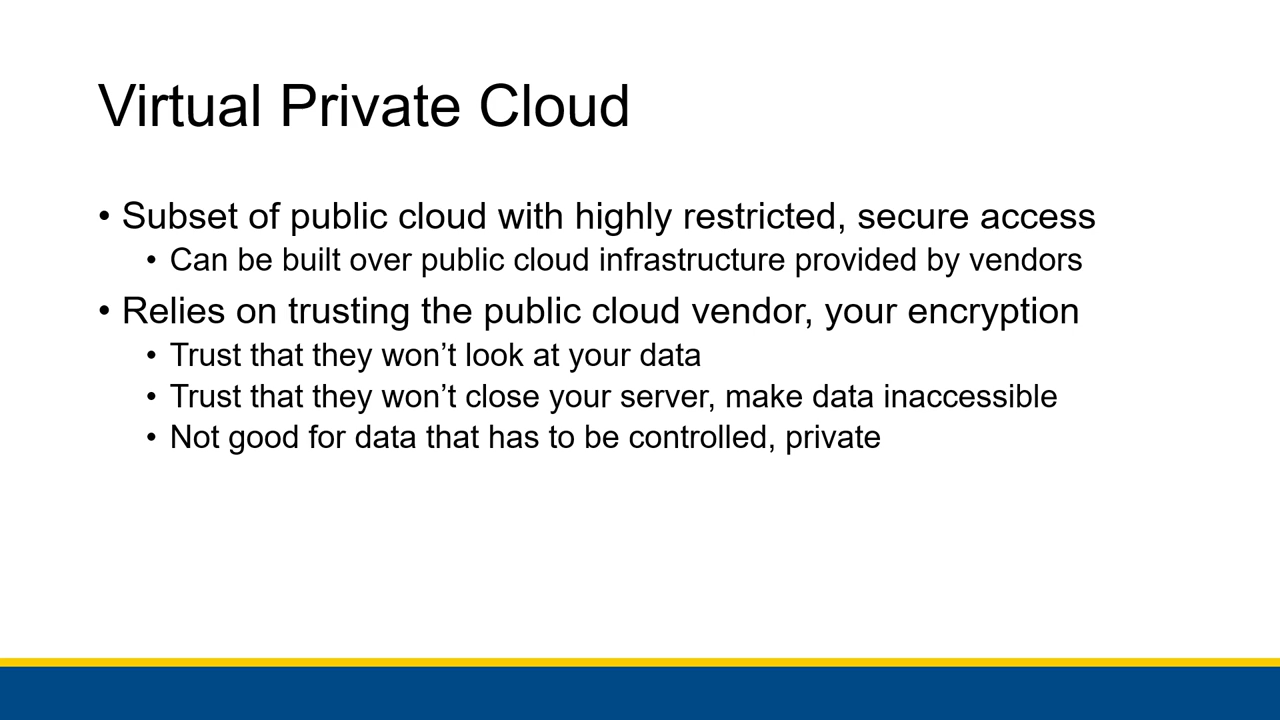 Virtual Private Cloud
• Subset of public cloud with highly restricted, secure access
• Can be built over public cloud infrastructure provided by vendors
• Relies on trusting the public cloud vendor, your encryption
• Trust that they won’t look at your data
• Trust that they won’t close your server, make data inaccessible
• Not good for data that has to be controlled, private